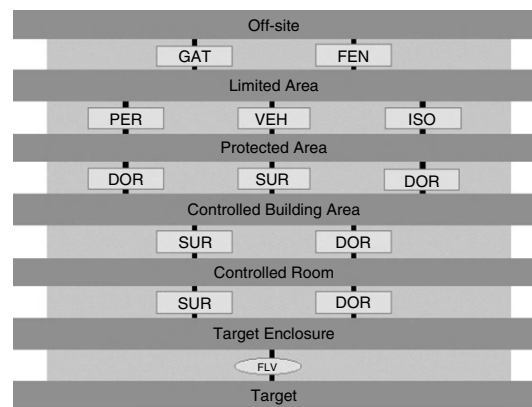 Off-site
GAT FEN
Limited Area
PER VEH ISO
Protected Area
DOR SUR DOR
Controlled Building Area
SUR DOR
Controlled Room
SUR DOR
Target Enclosure
FLV
Target